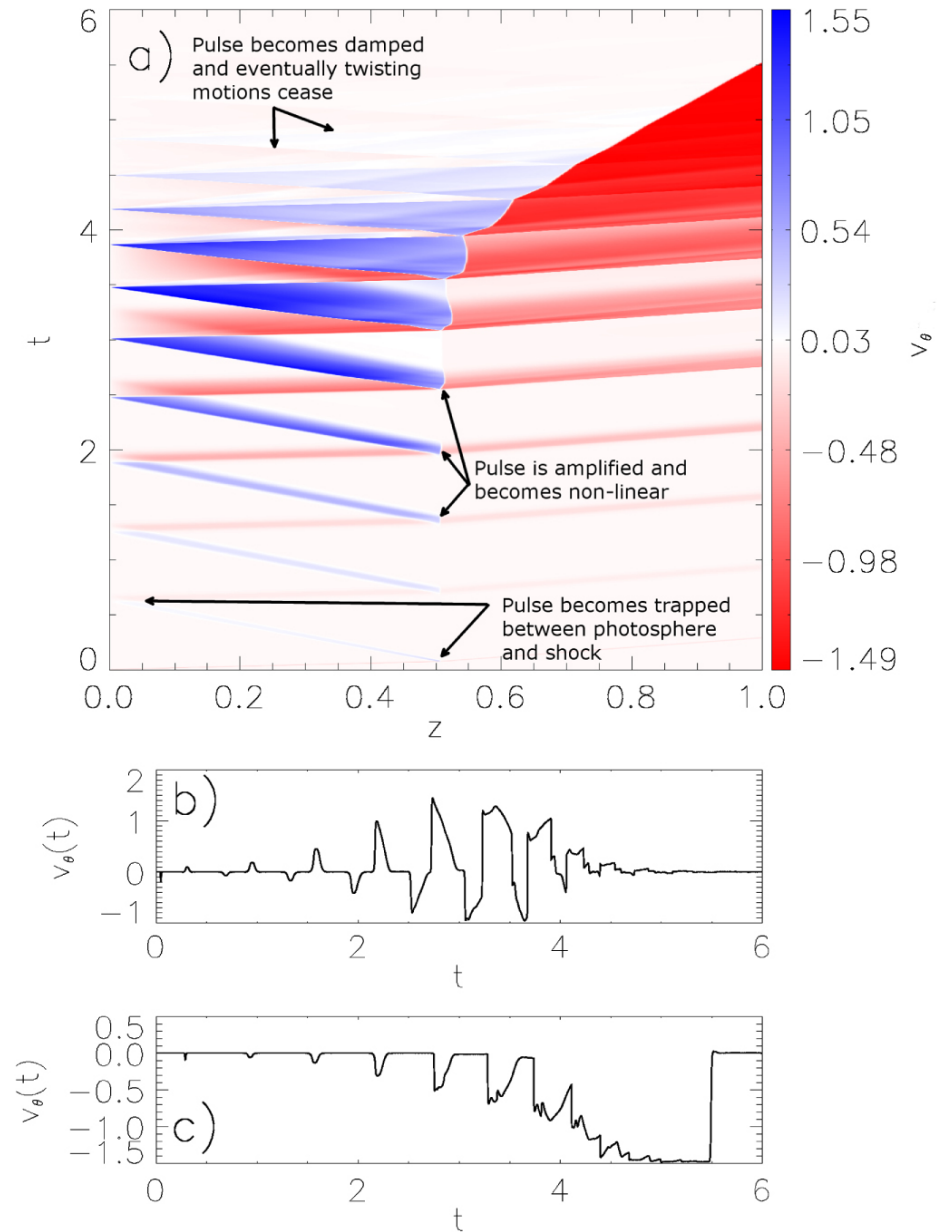 a)
Pulse becomes damped
and eventually twisting
motions cease
Pulse is amplified and
becomes non-linear
Pulse becomes trapped
between photosphere
and shock
6
4
2
0
t
0.0 0.2 0.4 0.6 0.8 1.0
z
1.55
1.05
0.54
0.03
−0.48
−0.98
−1.49
vθ
b)
2
1
0
−1
vθ(t)
0 2 4 6
t
c)
0.5
0.0
−0.5
−1.0
−1.5
vθ(t)
0 2 4 6
t